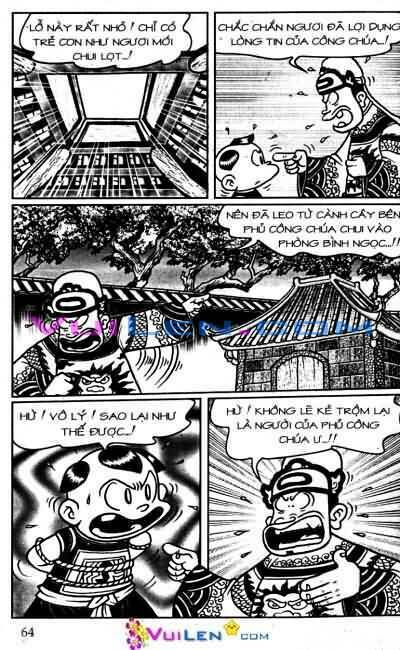 LỖ NÀY RẤT NHỎ! CHỈ CÓ
TRẺ CON NHƯ NGƯƠI MỚI
CHUI LỌT..!
CHẮC CHẮN NGƯƠI ĐÃ LỢI DỤNG
LÒNG TIN CỦA CÔNG CHÚA..!
NÊN ĐÃ LEO TỪ CÀNH CÂY BÊN
PHỦ CÔNG CHÚA CHUI VÀO
PHÒNG BÌNH NGỌC...!!
VUILEN.COM
HỪ! VÔ LÝ! SAO LẠI NHƯ
THẾ ĐƯỢC..!
HỪ! KHÔNG LẼ KẺ TRỘM LẠI
LÀ NGƯỜI CỦA PHỦ CÔNG
CHÚA Ư...!!
64
VUILEN.COM